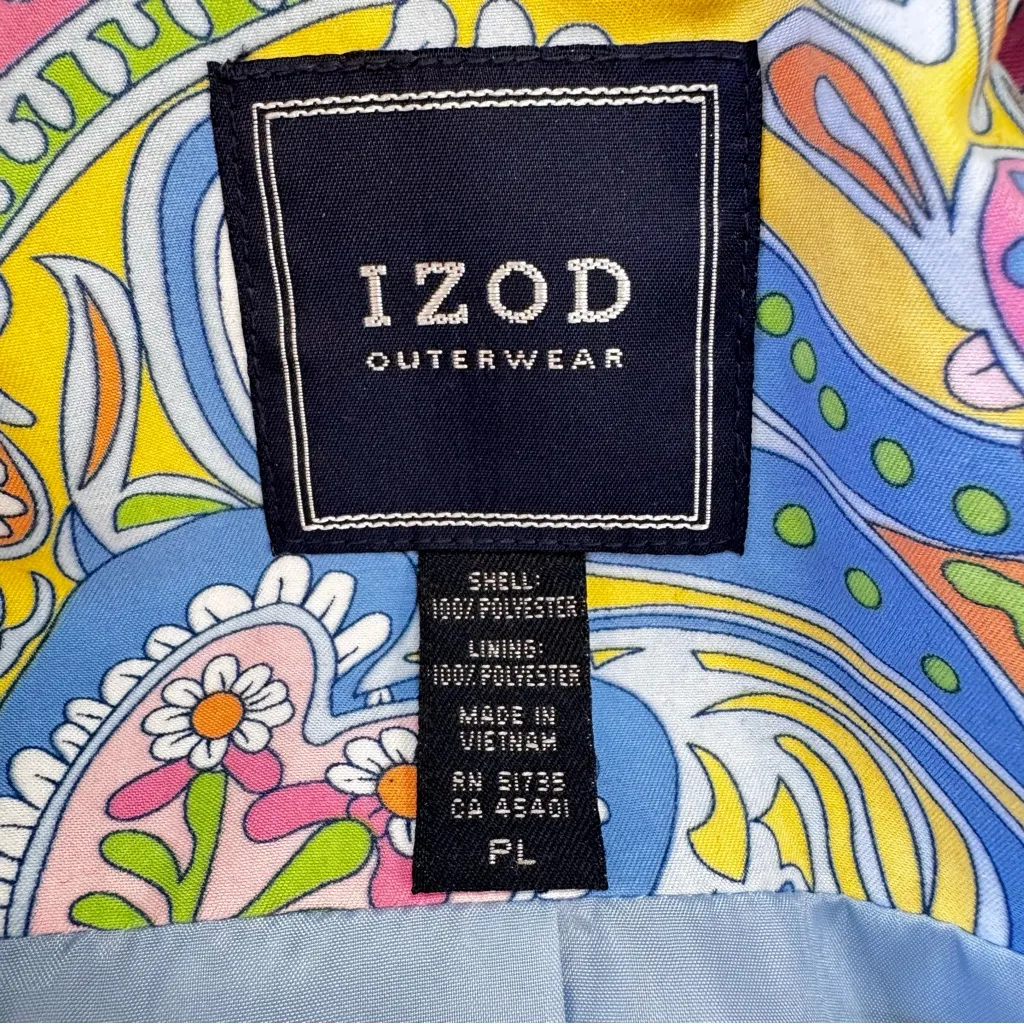 IZOD
OUTERWEAR
SHELL:
100% POLYESTER
LINING:
100% POLYESTER
MADE IN
VIETNAM
RN 51735
CA 45401
PL